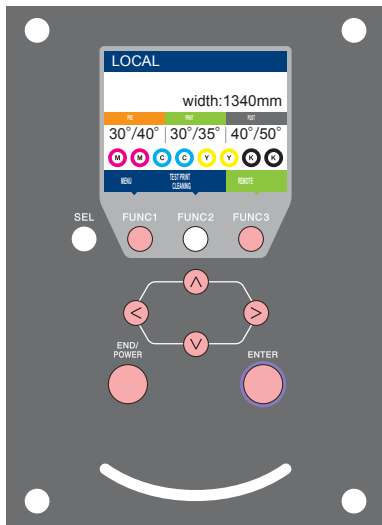 LOCAL
width:1340mm
PRE PRINT POST
30°/40° 30°/35° 40°/50°
M M C C Y Y K K
MENU TEST PRINT CLEANING REMOTE
SEL FUNC1 FUNC2 FUNC3
END/
POWER
ENTER